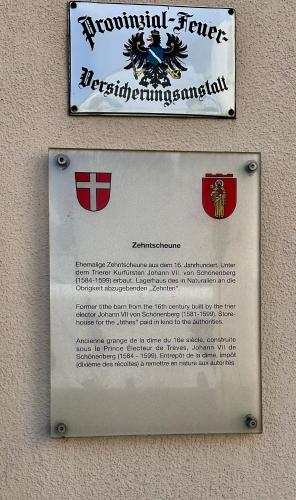 Provinzial-Feuer-
Versicherungsanstalt
Zehntscheune
Ehemalige Zehntscheune aus dem 16. Jahrhundert. Unter
dem Trierer Kurfürsten Johann VII. von Schönenberg
(1584-1599) erbaut. Lagerhaus des in Naturalien an die
Obrigkeit abzugebenden „Zehnten“.
Former tithe barn from the 16th century built by the trier
elector Johann VII von Schönenberg (1581-1599). Store-
house for the „tithes“ paid in kind to the authorities.
Ancienne grange de la dîme du 16e siècle, construite
sous le Prince Électeur de Trèves, Johann VII de
Schönenberg (1584 - 1599). Entrepôt de la dîme, impôt
(dixième des récoltes) à remettre en nature aux autorités.